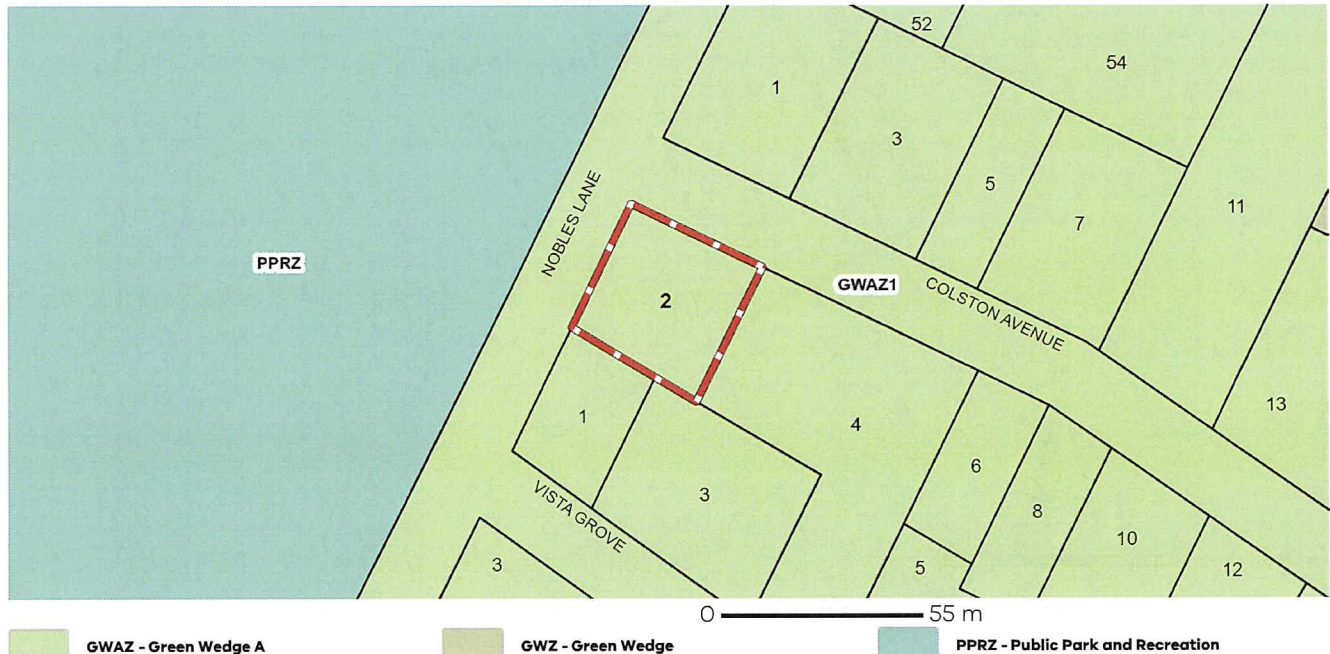 52
54
1
3
5
7
11
NOBLES LANE
PPRZ
2
GWAZ1
COLSTON AVENUE
13
1
4
3
6
8
VISTA GROVE
10
3
5
12
0 55 m
GWAZ - Green Wedge A
GWZ - Green Wedge
PPRZ - Public Park and Recreation